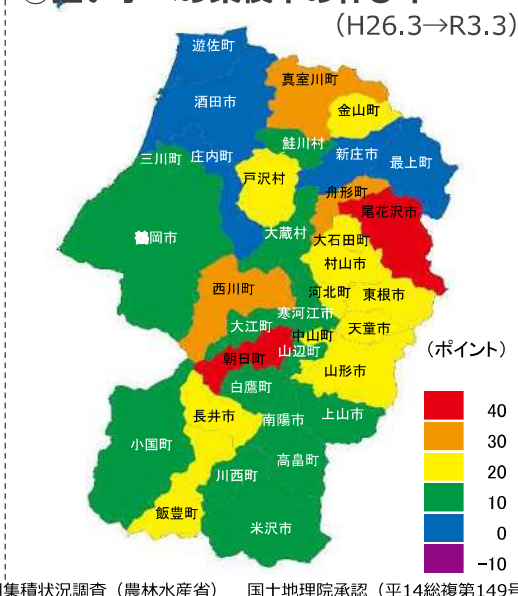 (H26.3→R3.3)
遊佐町
真室川町
酒田市
金山町
鮭川村
三川町
庄内町
新庄市
最上町
戸沢村
舟形町
尾花沢市
鶴岡市
大蔵村
大石田町
村山市
西川町
河北町
東根市
寒河江市
大江町
中山町
天童市
(ポイント)
朝日町
山辺町
山形市
白鷹町
長井市
南陽市
上山市
小国町
高畠町
川西町
飯豊町
米沢市
40
30
20
10
0
-10
集積状況調査(農林水産省) 国土地理院承認(平14総複第149号